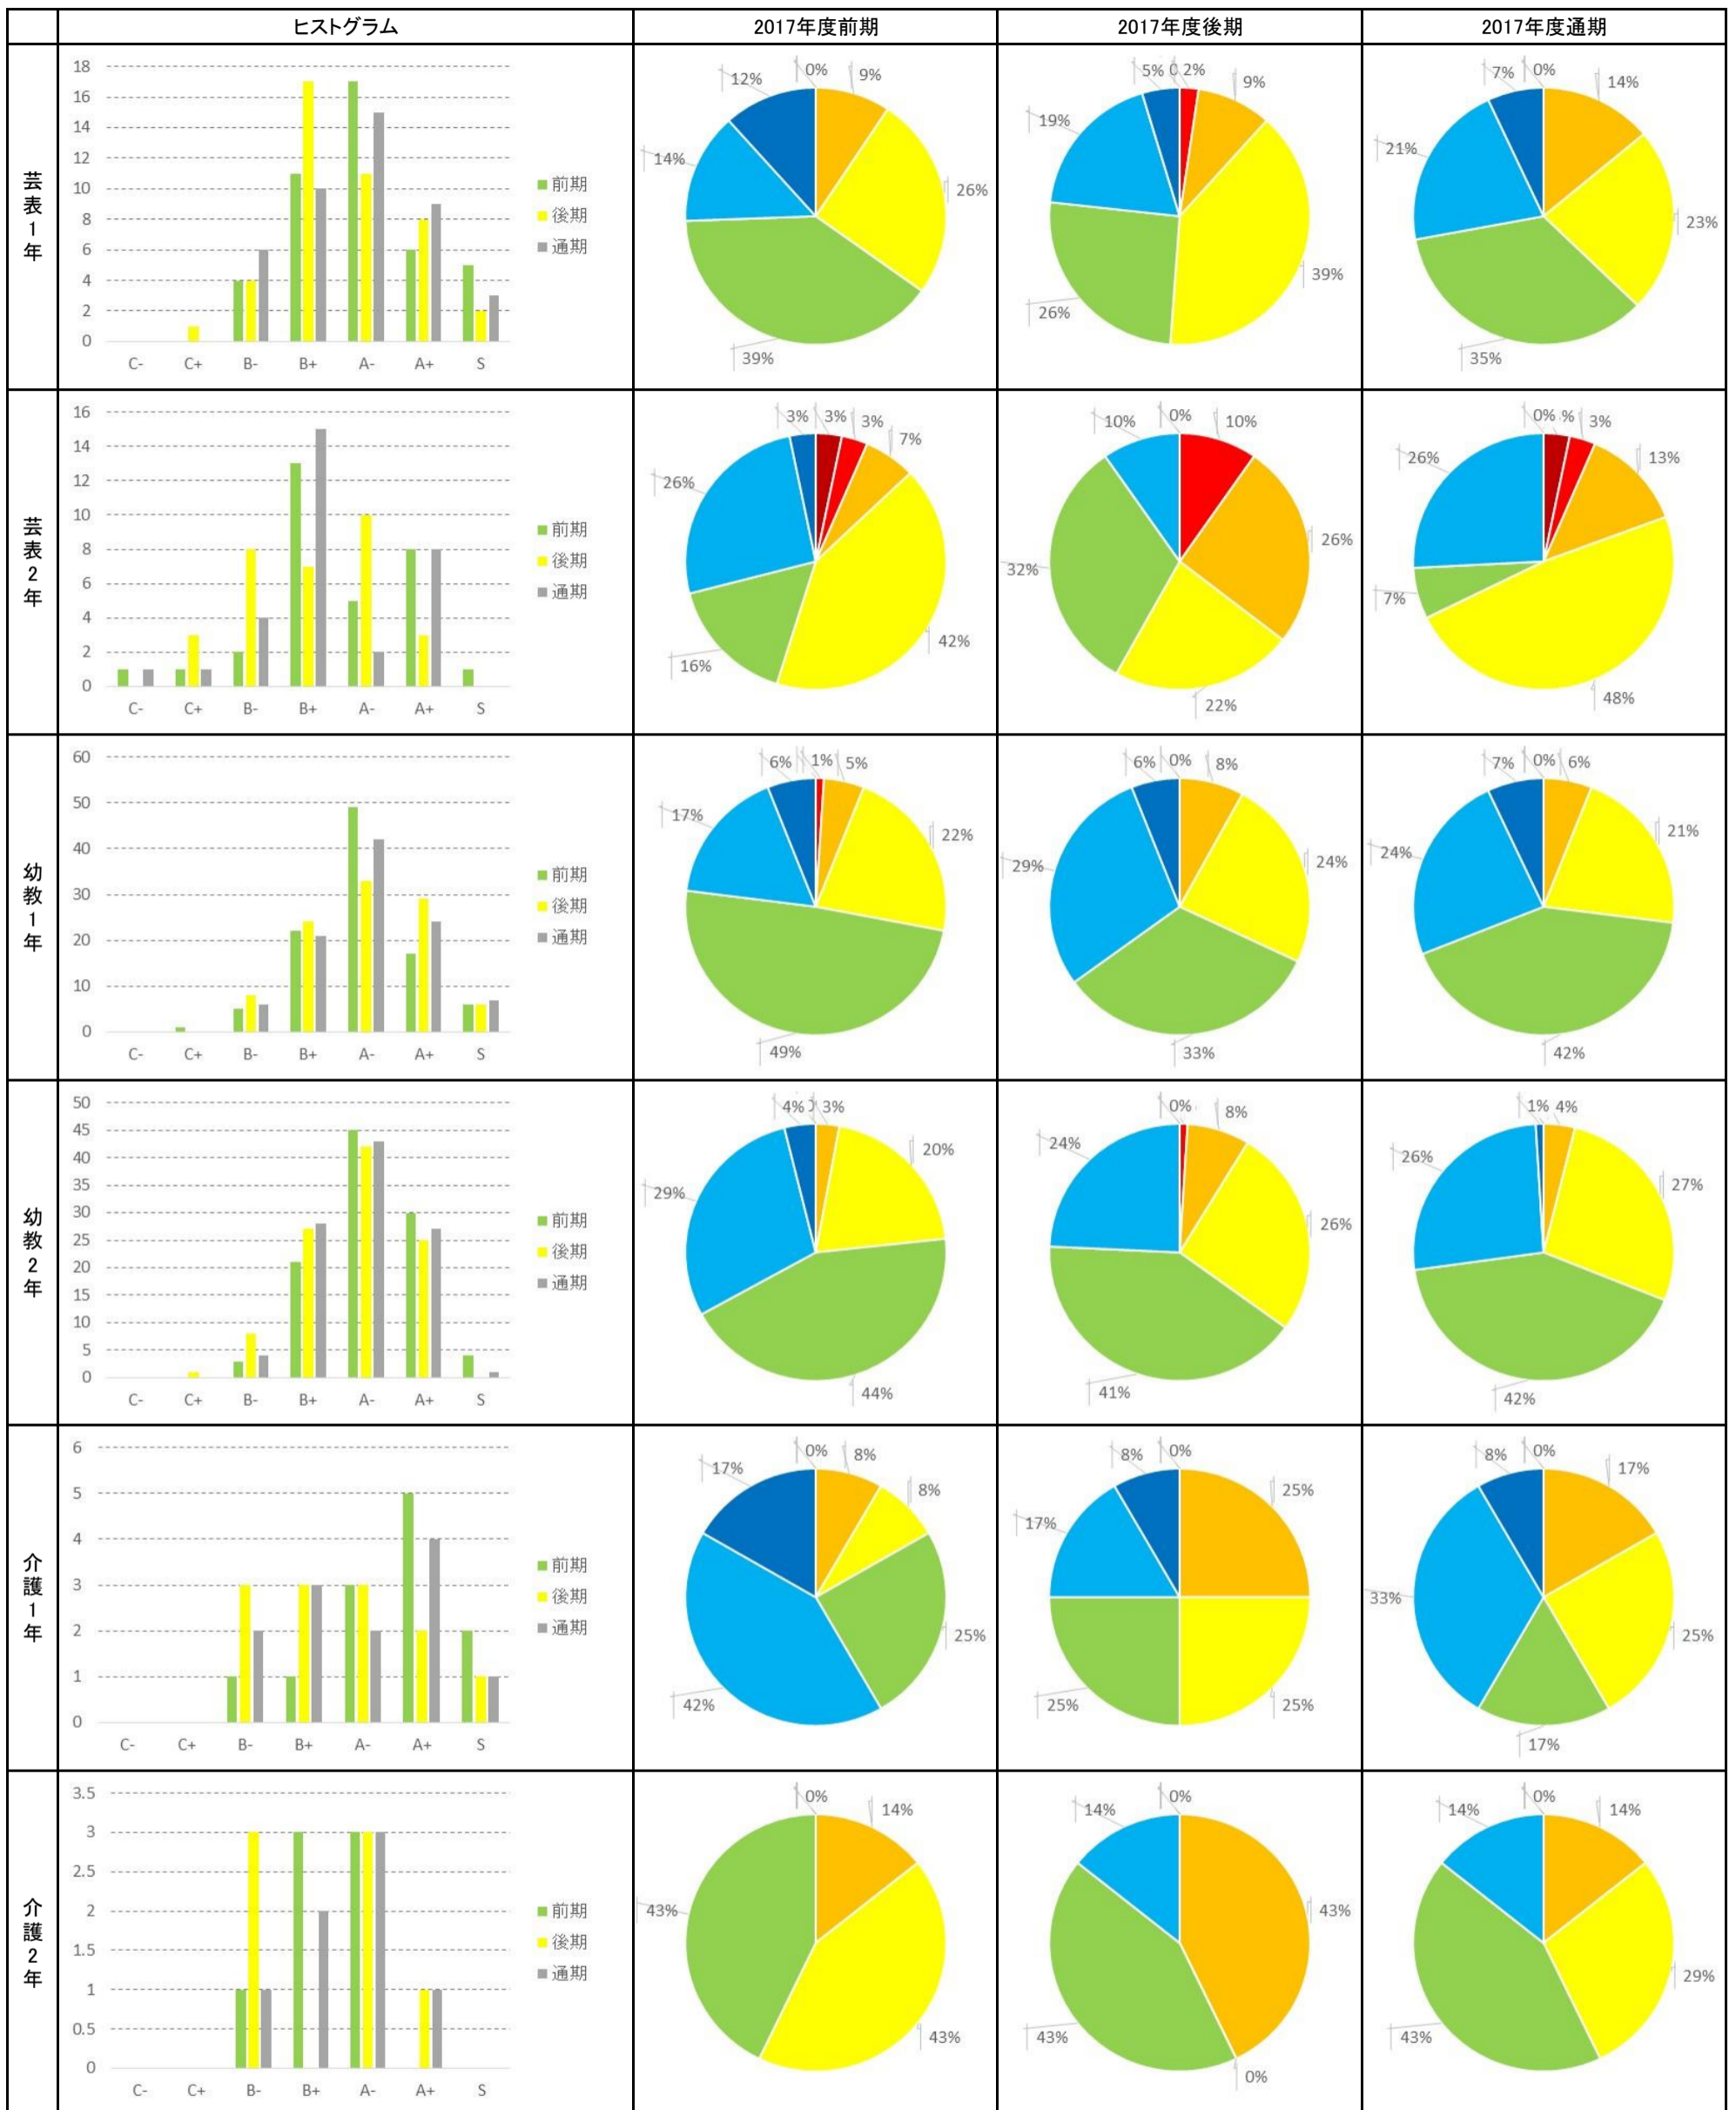 ヒストグラム 2017年度前期 2017年度後期 2017年度通期
芸表1年
18
16
14
12
10
8
6
4
2
0
C- C+ B- B+ A- A+ S
前期
後期
通期
12% 0% 9%
14%
26%
39%
5% 2% 9%
19%
39%
26%
7% 0% 14%
21%
23%
35%
芸表2年
16
14
12
10
8
6
4
2
0
C- C+ B- B+ A- A+ S
前期
後期
通期
3% 3% 3% 7%
26%
42%
16%
10% 0% 10%
26%
32%
22%
0% % 3%
13%
26%
7%
48%
幼教1年
60
50
40
30
20
10
0
C- C+ B- B+ A- A+ S
前期
後期
通期
6% 1% 5%
17%
22%
49%
6% 0% 8%
29%
24%
33%
7% 0% 6%
24%
21%
42%
幼教2年
50
45
40
35
30
25
20
15
10
5
0
C- C+ B- B+ A- A+ S
前期
後期
通期
4% 3%
29%
20%
44%
0% 8%
24%
26%
41%
1% 4%
26%
27%
42%
介護1年
6
5
4
3
2
1
0
C- C+ B- B+ A- A+ S
前期
後期
通期
17% 0% 8%
8%
25%
42%
8% 0%
25%
17%
25%
25%
8% 0% 17%
33%
25%
17%
介護2年
3.5
3
2.5
2
1.5
1
0.5
0
C- C+ B- B+ A- A+ S
前期
後期
通期
0% 14%
43%
43%
14% 0%
43%
43%
0%
14% 0% 14%
29%
43%